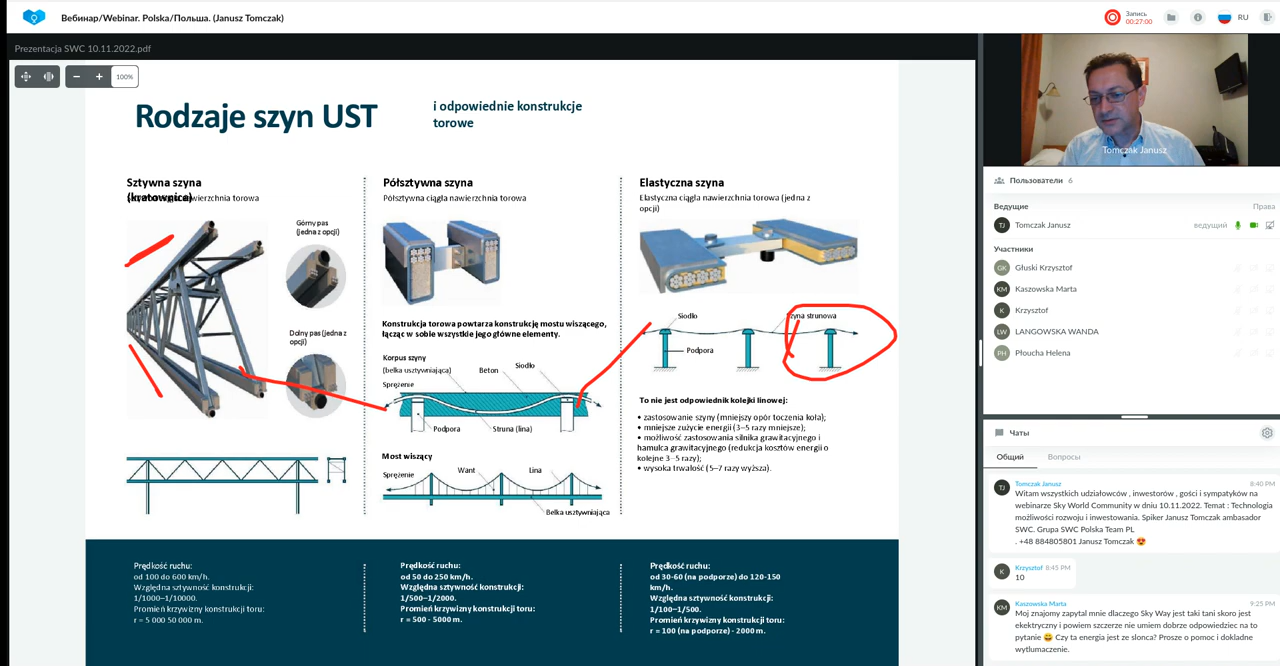 Вебинар/Webinar. Polska/Польша. (Janusz Tomczak)
Запись
00:27:00
RU
Prezentacja SWC 10.11.2022.pdf
100%
Rodzaje szyn UST
i odpowiednie konstrukcje
torowe
Sztywna szyna
(kratownice)
nawierzchnia torowa
Górny pas
(jedna z opcji)
Dolny pas (jedna z
opcji)
Półsztywna szyna
Półsztywna ciągła nawierzchnia torowa
Konstrukcja torowa powtarza konstrukcję mostu wiszącego,
łącząc w sobie wszystkie jego główne elementy.
Korpus szyny
(belka usztywniająca)
Beton
Siodło
Sprężenie
Podpora
Struna (lina)
Most wiszący
Sprężenie
Want
Lina
Belka usztywniająca
Elastyczna szyna
Elastyczna ciągła nawierzchnia torowa (jedna z
opcji)
Siodło
Szyna strunowa
Podpora
To nie jest odpowiednik kolejki linowej:
• zastosowanie szyny (mniejszy opór toczenia koła);
• mniejsze zużycie energii (3–5 razy mniejsze);
• możliwość zastosowania silnika grawitacyjnego i
hamulca grawitacyjnego (redukcja kosztów energii o
kolejne 3–5 razy);
• wysoka trwałość (5–7 razy wyższa).
Prędkość ruchu:
od 100 do 600 km/h.
Względna sztywność konstrukcji:
1/1000–1/10000.
Promień krzywizny konstrukcji toru:
r = 5 000 50 000 m.
Prędkość ruchu:
od 50 do 250 km/h.
Względna sztywność konstrukcji:
1/500–1/2000.
Promień krzywizny konstrukcji toru:
r = 500 - 5000 m.
Prędkość ruchu:
od 30-60 (na podporze) do 120-150
km/h.
Względna sztywność konstrukcji:
1/100–1/500.
Promień krzywizny konstrukcji toru:
r = 100 (na podporze) - 2000 m.
Tomczak Janusz
Пользователи 6
Ведущие
Права
TJ
Tomczak Janusz
ведущий
Участники
GK
Głuski Krzysztof
KM
Kaszowska Marta
K
Krzysztof
LW
LANGOWSKA WANDA
PH
Płoucha Helena
Чаты
Общий
Вопросы
TJ
Tomczak Janusz
8:40 PM
Witam wszystkich udziałowców , inwestorów , gości i sympatyków na
webinarze Sky World Community w dniu 10.11.2022. Temat : Technologia
możliwości rozwoju i inwestowania. Spiker Janusz Tomczak ambasador
SWC. Grupa SWC Polska Team PL
. +48 884805801 Janusz Tomczak 😍
K
Krzysztof 8:45 PM
10
KM
Kaszowska Marta
9:25 PM
Moj znajomy zapytal mnie dlaczego Sky Way jest taki tani skoro jest
ekektryczny i powiem szczerze nie umiem dobrze odpowiedziec na to
pytanie 😄 Czy ta energia jest ze slonca? Prosze o pomoc i dokladne
wytlumaczenie.